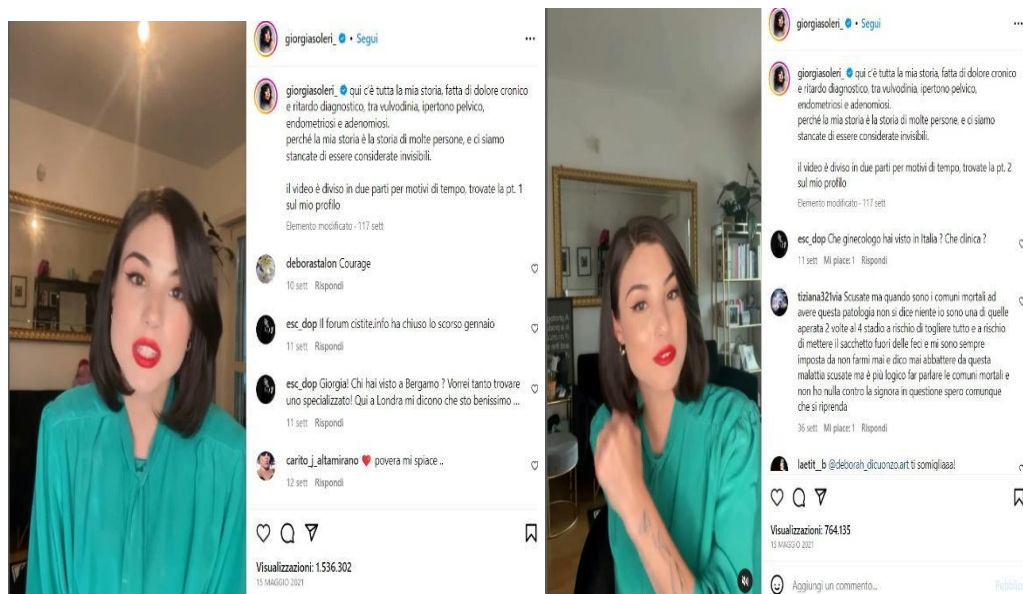 giorgiasoleri_ • Segui
giorgiasoleri_ qui c'è tutta la mia storia, fatta di dolore cronico
e ritardo diagnostico, tra vulvodinia, ipertono pelvico,
endometriosi e adenomiosi.
perché la mia storia è la storia di molte persone, e ci siamo
stancate di essere considerate invisibili.
il video è diviso in due parti per motivi di tempo, trovate la pt. 1
sul mio profilo
Elemento modificato · 117 sett
deborastalon Courage
10 sett Rispondi
esc_dop Il forum cistite.info ha chiuso lo scorso gennaio
11 sett Rispondi
esc_dop Giorgia! Chi hai visto a Bergamo ? Vorrei tanto trovare
uno specializzato! Qui a Londra mi dicono che sto benissimo ...
11 sett Rispondi
carito_j_altamirano ❤ povera mi spiace ..
12 sett Rispondi
Visualizzazioni: 1.536.302
15 MAGGIO 2021
giorgiasoleri_ • Segui
giorgiasoleri_ qui c'è tutta la mia storia, fatta di dolore cronico
e ritardo diagnostico, tra vulvodinia, ipertono pelvico,
endometriosi e adenomiosi.
perché la mia storia è la storia di molte persone, e ci siamo
stancate di essere considerate invisibili.
il video è diviso in due parti per motivi di tempo, trovate la pt. 2
sul mio profilo
Elemento modificato · 117 sett
esc_dop Che ginecologo hai visto in Italia ? Che clinica ?
11 sett Mi piace: 1 Rispondi
tiziana321via Scusate ma quando sono i comuni mortali ad
avere questa patologia non si dice niente io sono una di quelle
aperata 2 volte al 4 stadio a rischio di togliere tutto e a rischio
di mettere il sacchetto fuori delle feci e mi sono sempre
imposta da non farmi mai e dico mai abbattere da questa
malattia scusate ma è più logico far parlare le comuni mortali e
non ho nulla contro la signora in questione spero comunque
che si riprenda
36 sett Mi piace: 1 Rispondi
laetit__b @deborah_dicuonzo.art ti somigliaaa!
Visualizzazioni: 764.135
15 MAGGIO 2021
Aggiungi un commento...